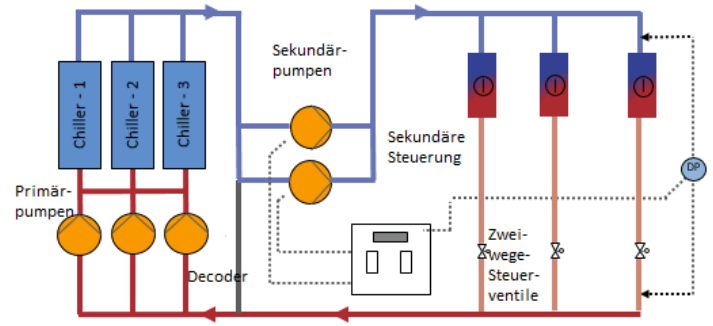 Chiller - 1
Chiller - 2
Chiller - 3
Sekundär-
pumpen
Sekundäre
Steuerung
Primär-
pumpen
Decoder
DP
Zwei
wege-
Steuer-
ventile